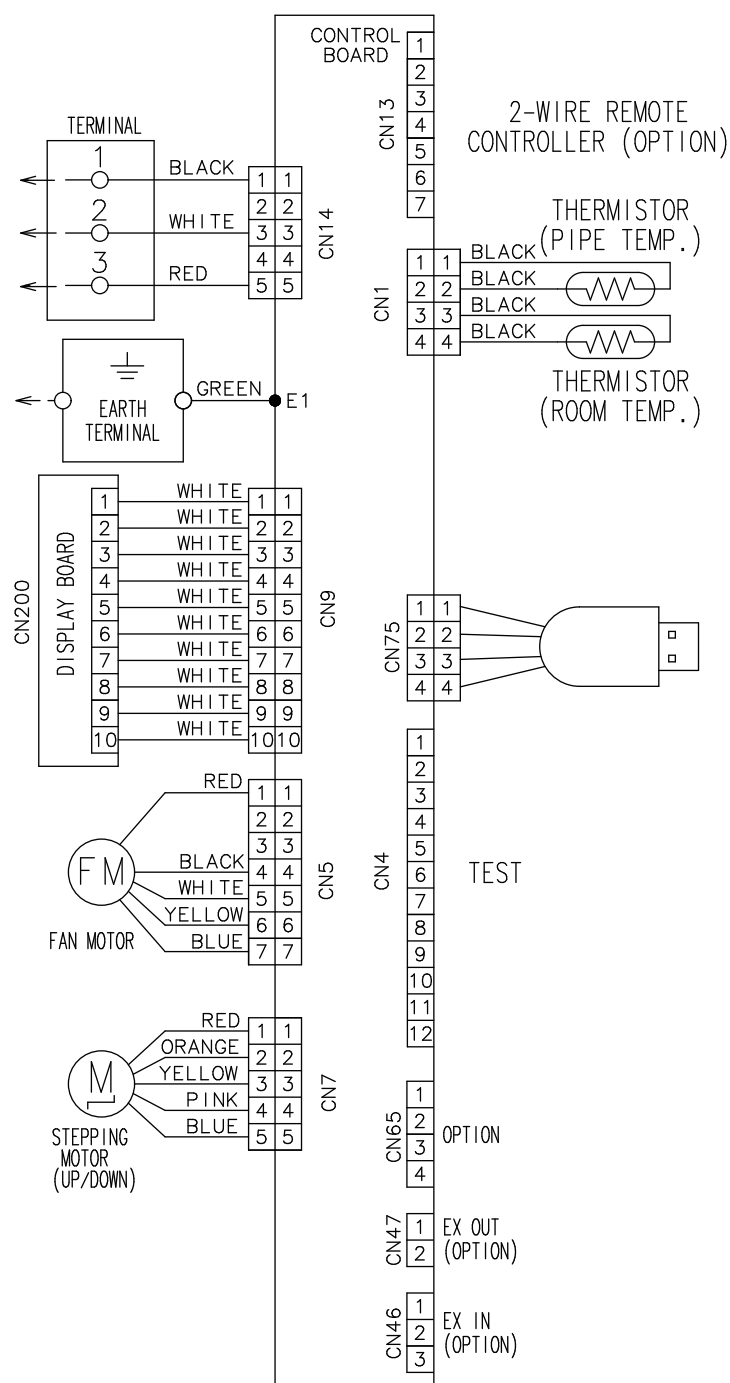 CONTROL
BOARD
CN13
1
2
3
4
5
6
7
2-WIRE REMOTE
CONTROLLER (OPTION)
TERMINAL
1
2
3
BLACK
WHITE
RED
1 1
2 2
3 3
4 4
5 5
CN14
THERMISTOR
(PIPE TEMP.)
CN1
1 1
2 2
3 3
4 4
BLACK
BLACK
BLACK
BLACK
THERMISTOR
(ROOM TEMP.)
EARTH
TERMINAL
GREEN
E1
CN200
DISPLAY BOARD
1
2
3
4
5
6
7
8
9
10
WHITE
WHITE
WHITE
WHITE
WHITE
WHITE
WHITE
WHITE
WHITE
WHITE
1 1
2 2
3 3
4 4
5 5
6 6
7 7
8 8
9 9
10 10
CN9
CN75
1 1
2 2
3 3
4 4
FM
FAN MOTOR
RED
BLACK
WHITE
YELLOW
BLUE
1 1
2 2
3 3
4 4
5 5
6 6
7 7
CN5
CN4
1
2
3
4
5
6
7
8
9
10
11
12
TEST
M
STEPPING
MOTOR
(UP/DOWN)
RED
ORANGE
YELLOW
PINK
BLUE
1 1
2 2
3 3
4 4
5 5
CN7
CN65
1
2
3
4
OPTION
CN47
1
2
EX OUT
(OPTION)
CN46
1
2
3
EX IN
(OPTION)